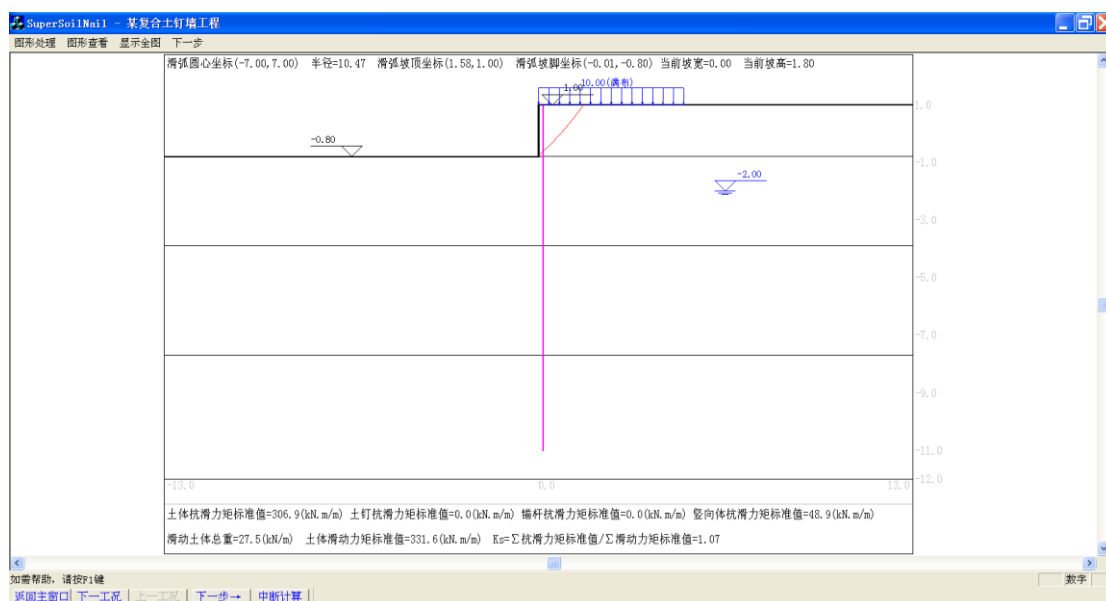 SuperSoilNail - 某复合土钉墙工程
图形处理 图形查看 显示全图 下一步
滑弧圆心坐标(-7.00,7.00) 半径=10.47 滑弧坡顶坐标(1.58,1.00) 滑弧坡脚坐标(-0.01,-0.80) 当前坡宽=0.00 当前坡高=1.80
10.00(满布)
1.00
1.0
-0.80
-1.0
-2.00
-3.0
-5.0
-7.0
-9.0
-11.0
-12.0
-13.0 0.0 13.0
土体抗滑力矩标准值=306.9(kN.m/m) 土钉抗滑力矩标准值=0.0(kN.m/m) 锚杆抗滑力矩标准值=0.0(kN.m/m) 竖向体抗滑力矩标准值=48.9(kN.m/m)
滑动土体总重=27.5(kN/m) 土体滑动力矩标准值=331.6(kN.m/m) Ks=Σ抗滑力矩标准值/Σ滑动力矩标准值=1.07
如需帮助，请按F1键 数字
返回主窗口 下一工况 上一工况 下一步→ 中断计算